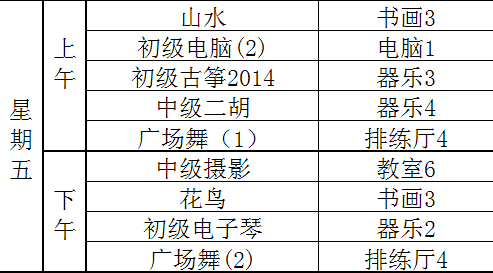 星期五
上午
山水 书画3
初级电脑(2) 电脑1
初级古筝2014 器乐3
中级二胡 器乐4
广场舞（1） 排练厅4
下午
中级摄影 教室6
花鸟 书画3
初级电子琴 器乐2
广场舞(2) 排练厅4